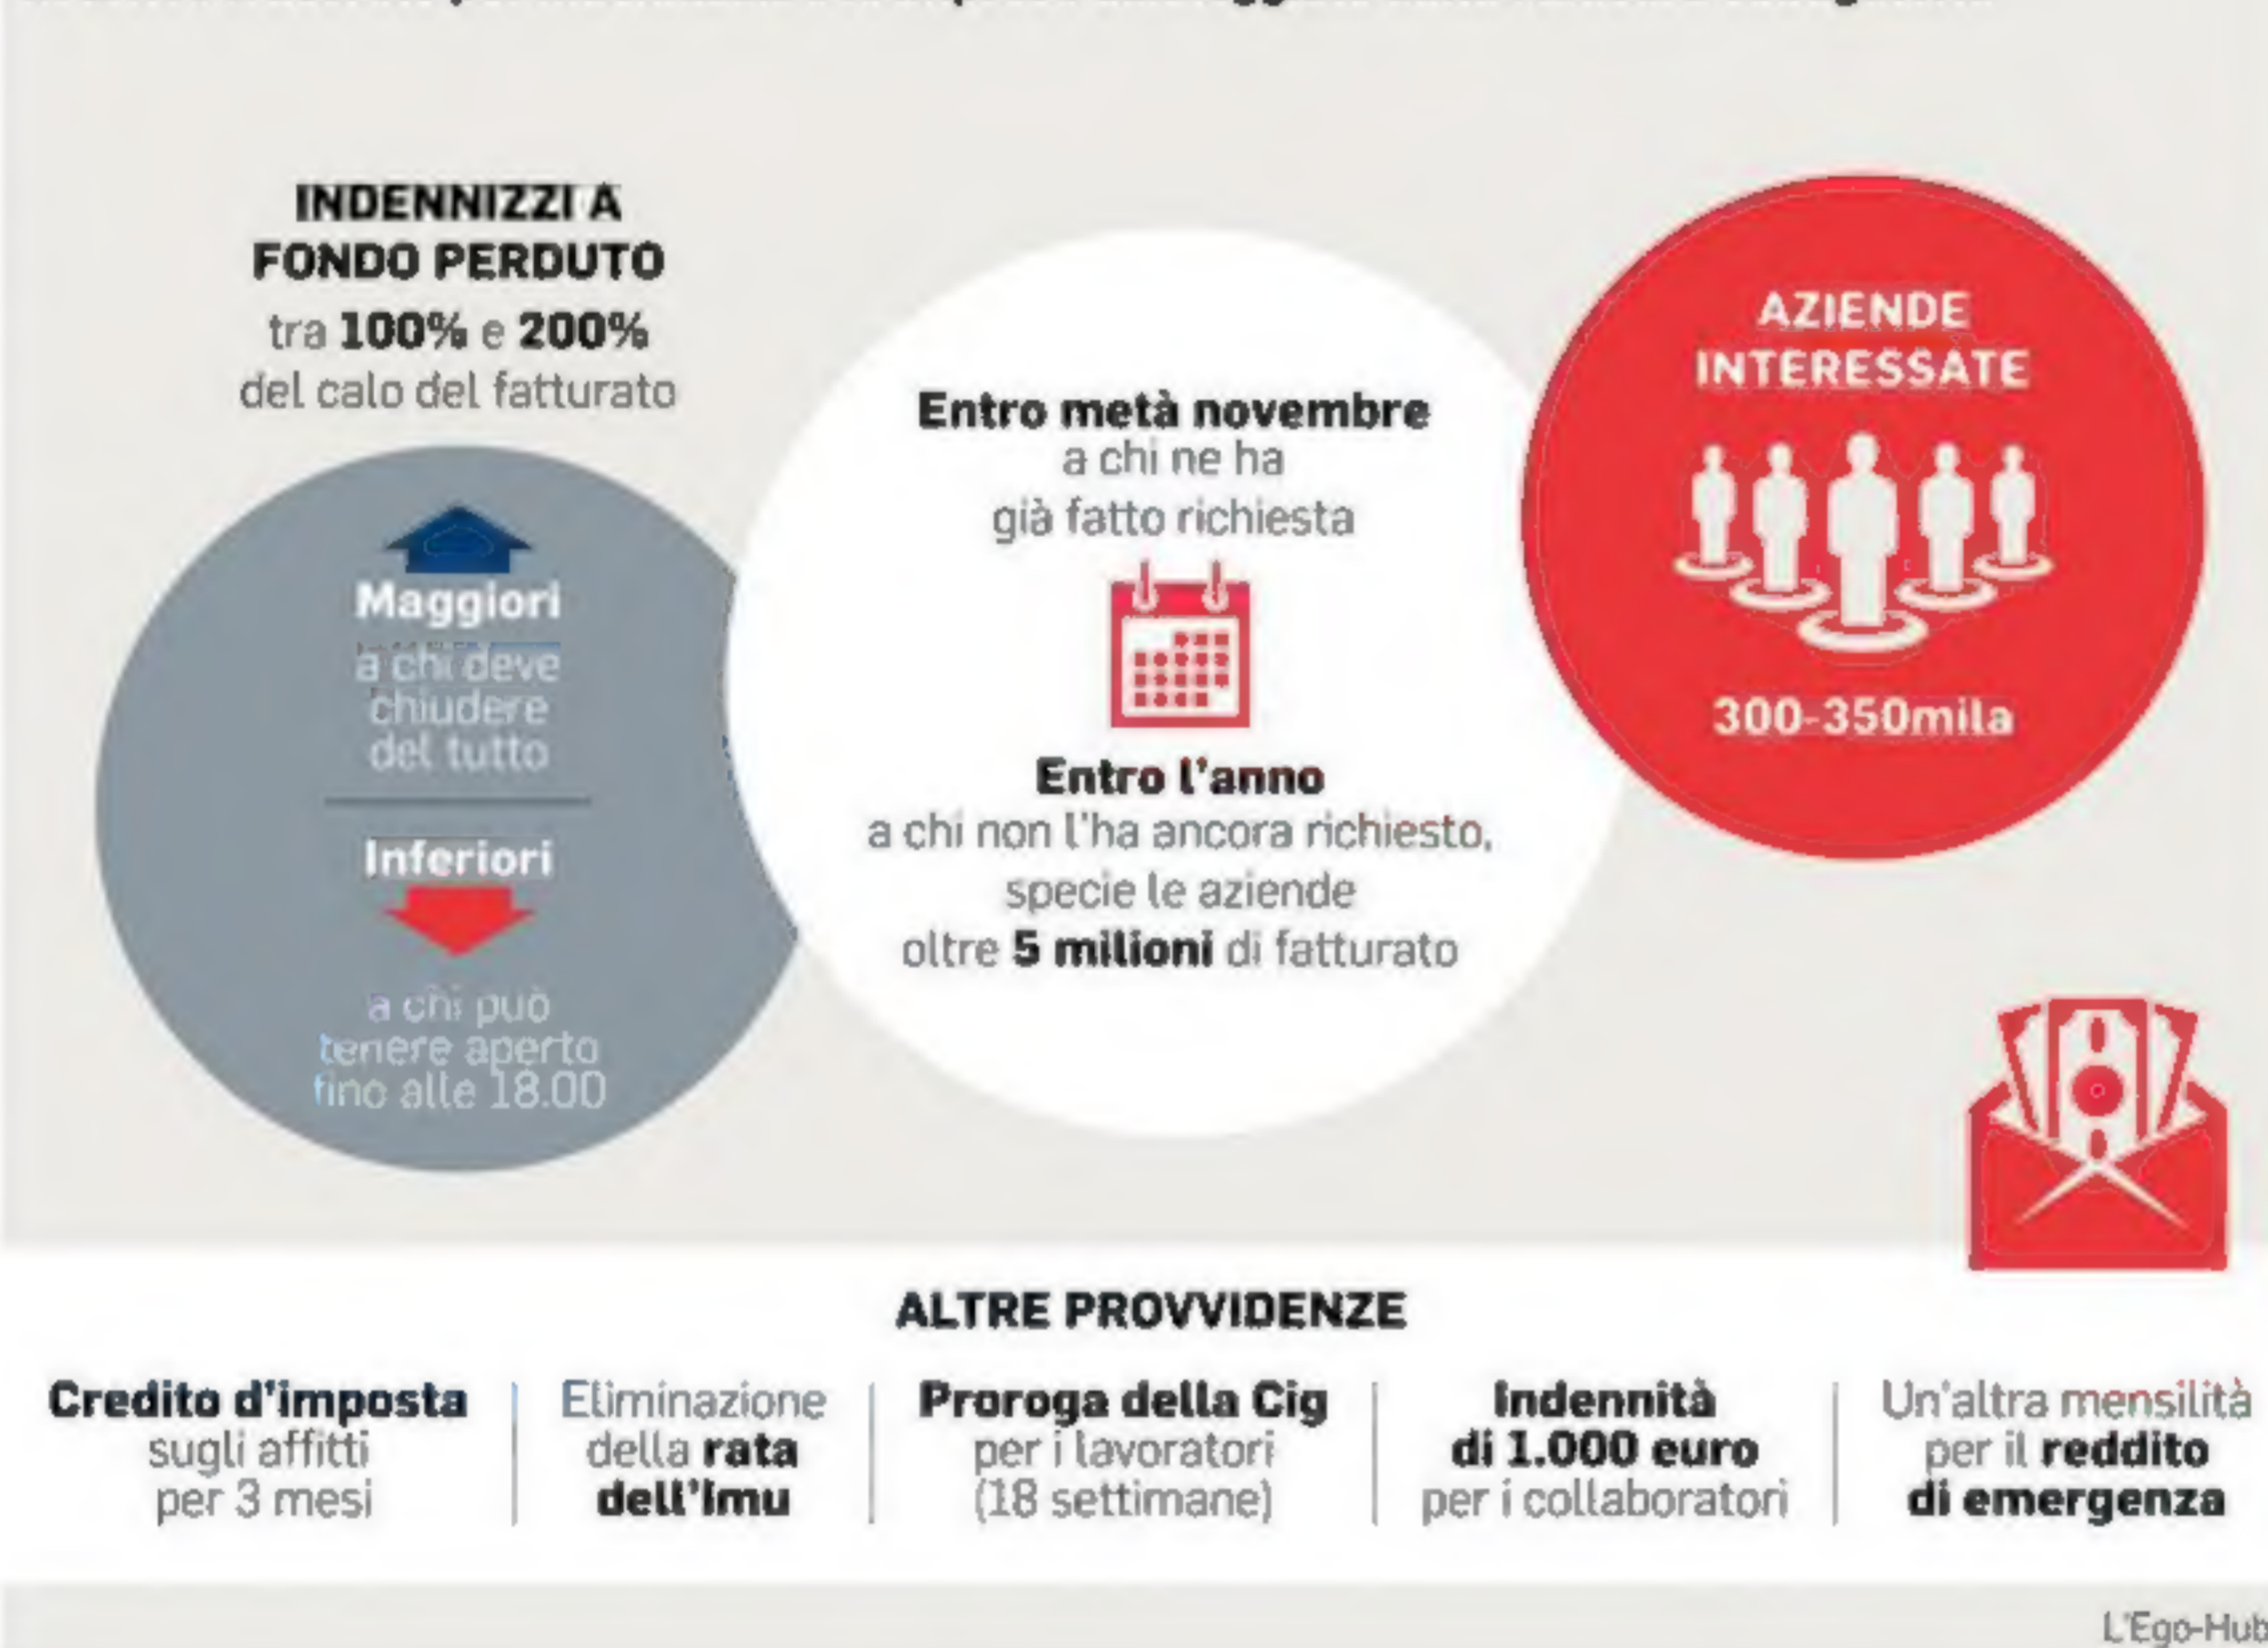 INDENNIZZI A
FONDO PERDUTO
tra 100% e 200%
del calo del fatturato
Maggiori
a chi deve
chiudere
del tutto
Inferiori
a chi può
tenere aperto
fino alle 18.00
Entro metà novembre
a chi ne ha
già fatto richiesta
Entro l'anno
a chi non l'ha ancora richiesto,
specie le aziende
oltre 5 milioni di fatturato
AZIENDE
INTERESSATE
300-350mila
ALTRE PROVVIDENZE
Credito d'imposta
sugli affitti
per 3 mesi
Eliminazione
della rata
dell'Imu
Proroga della Cig
per i lavoratori
(18 settimane)
Indennità
di 1.000 euro
per i collaboratori
Un'altra mensilità
per il reddito
di emergenza
L'Ego-Hub